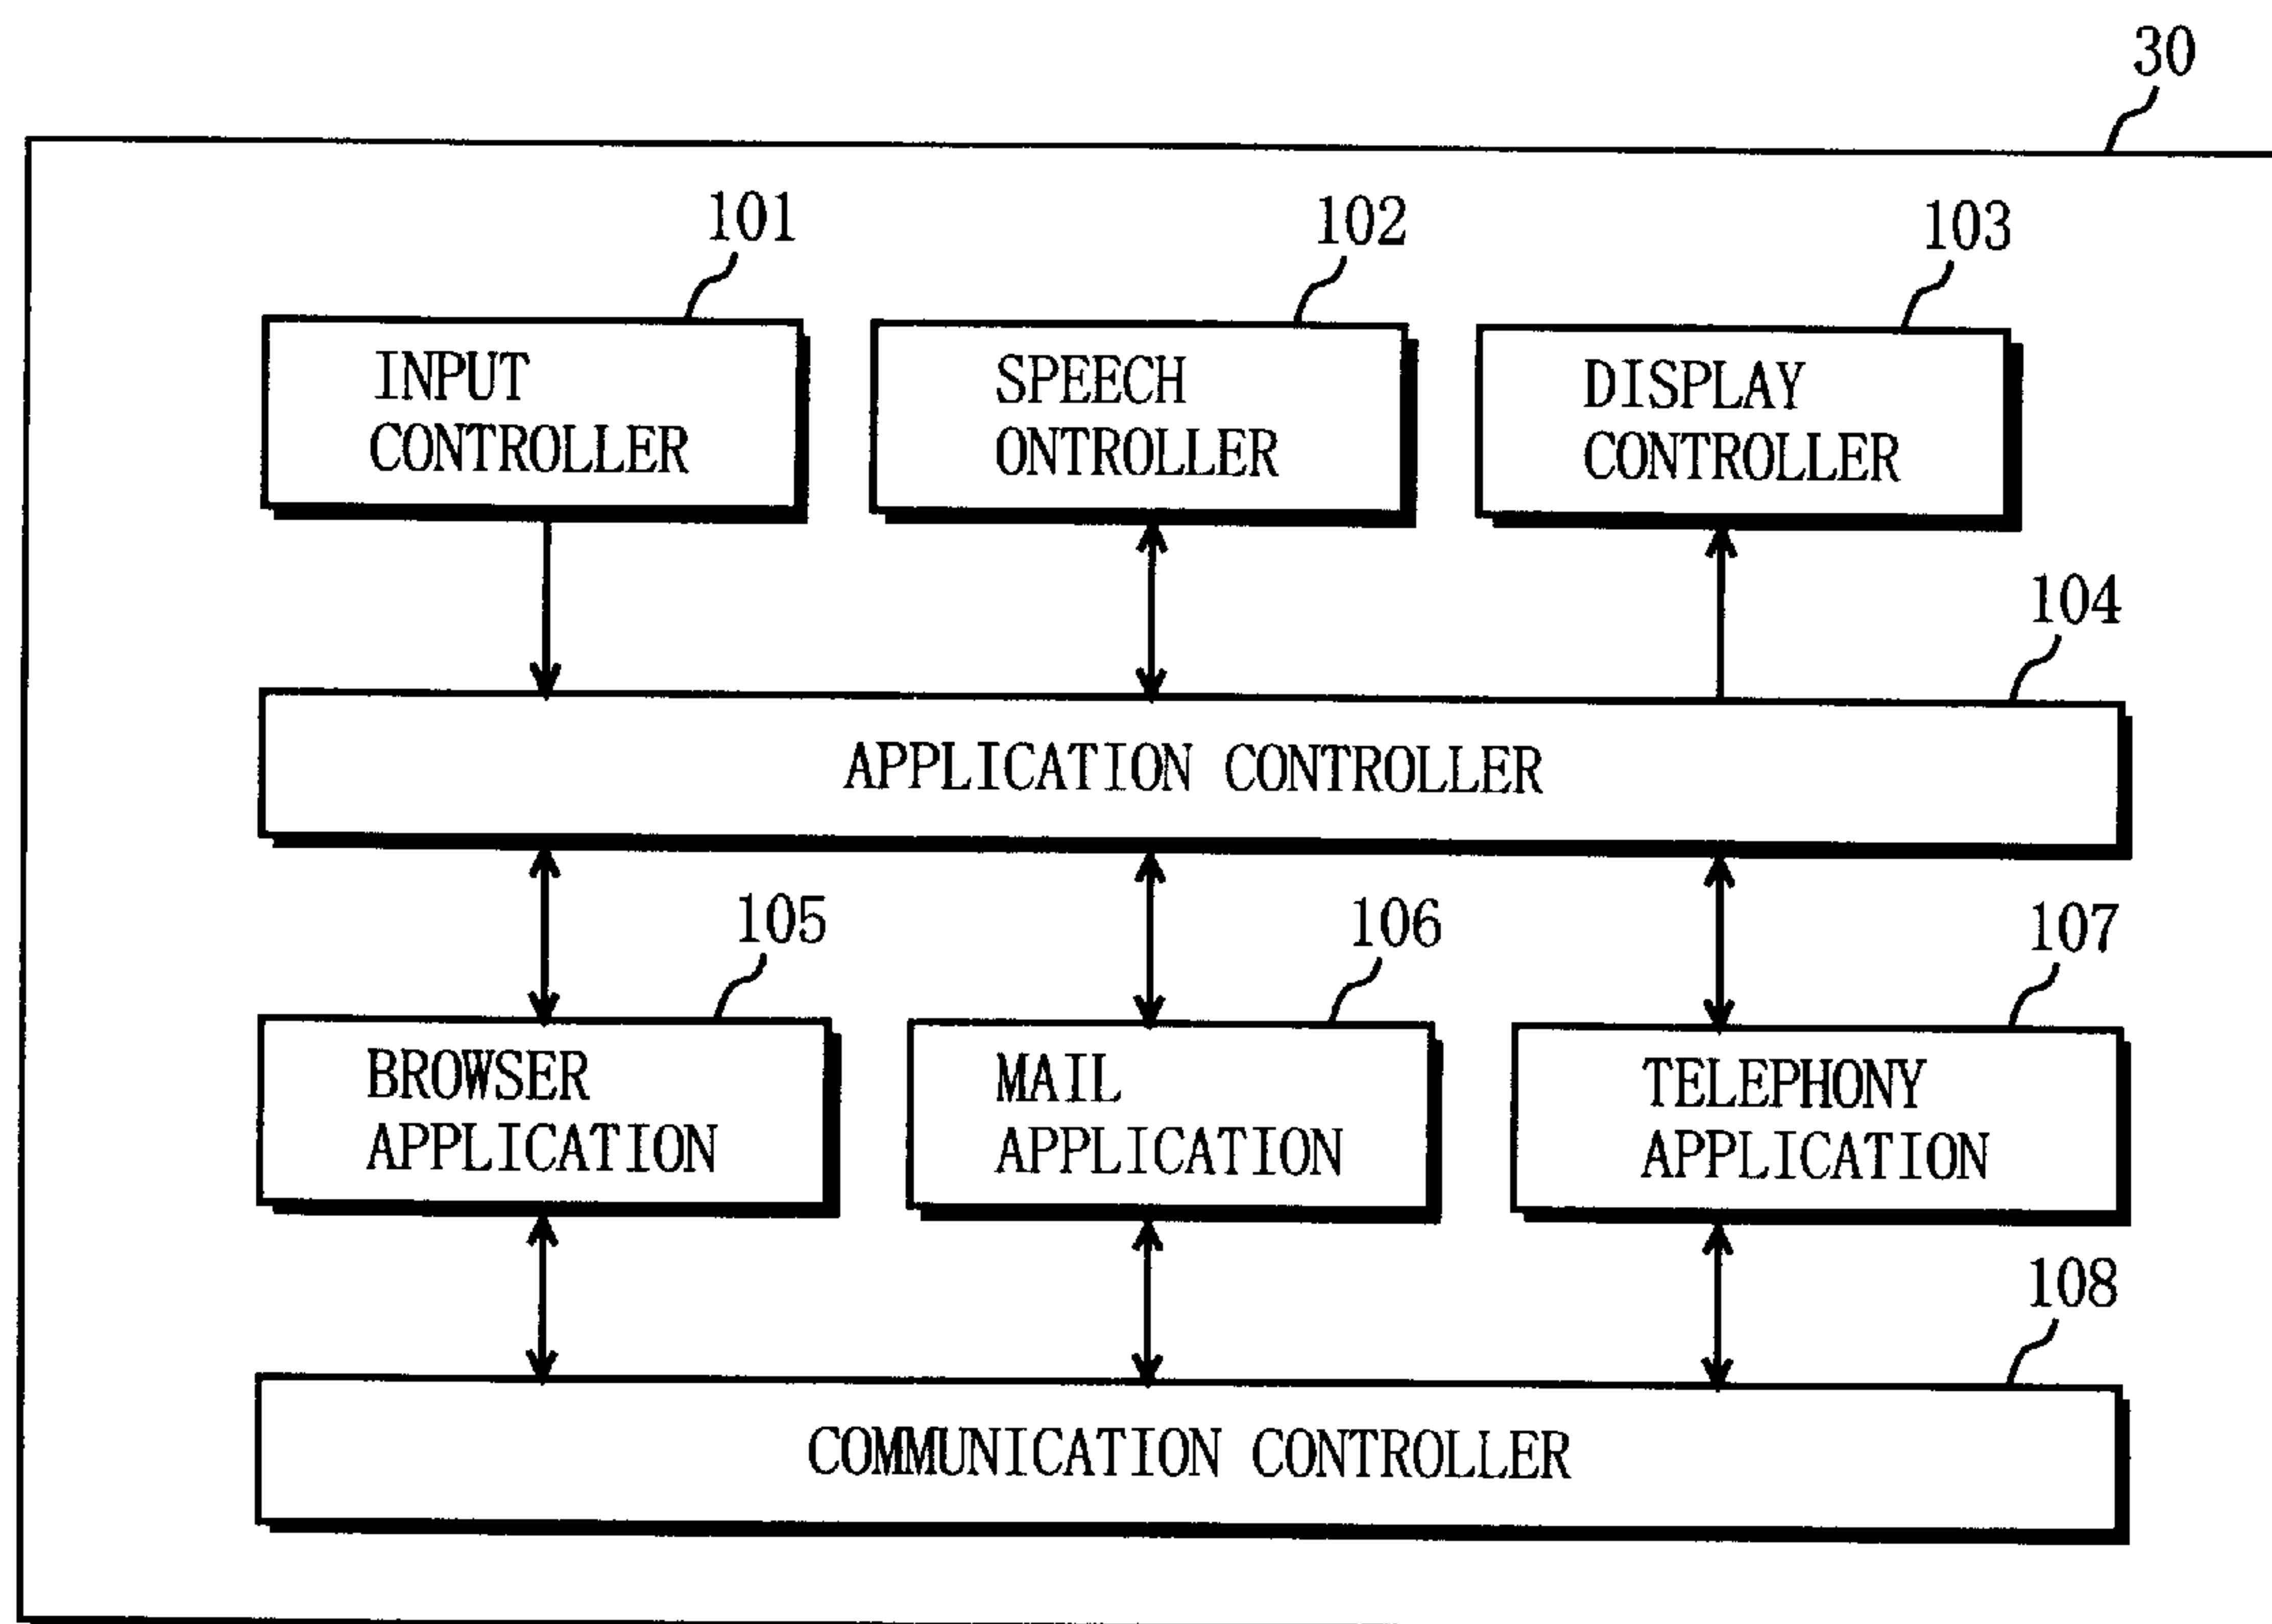 30
101
102
103
INPUT
CONTROLLER
SPEECH
ONTROLLER
DISPLAY
CONTROLLER
104
APPLICATION CONTROLLER
105
106
107
BROWSER
APPLICATION
MAIL
APPLICATION
TELEPHONY
APPLICATION
108
COMMUNICATION CONTROLLER